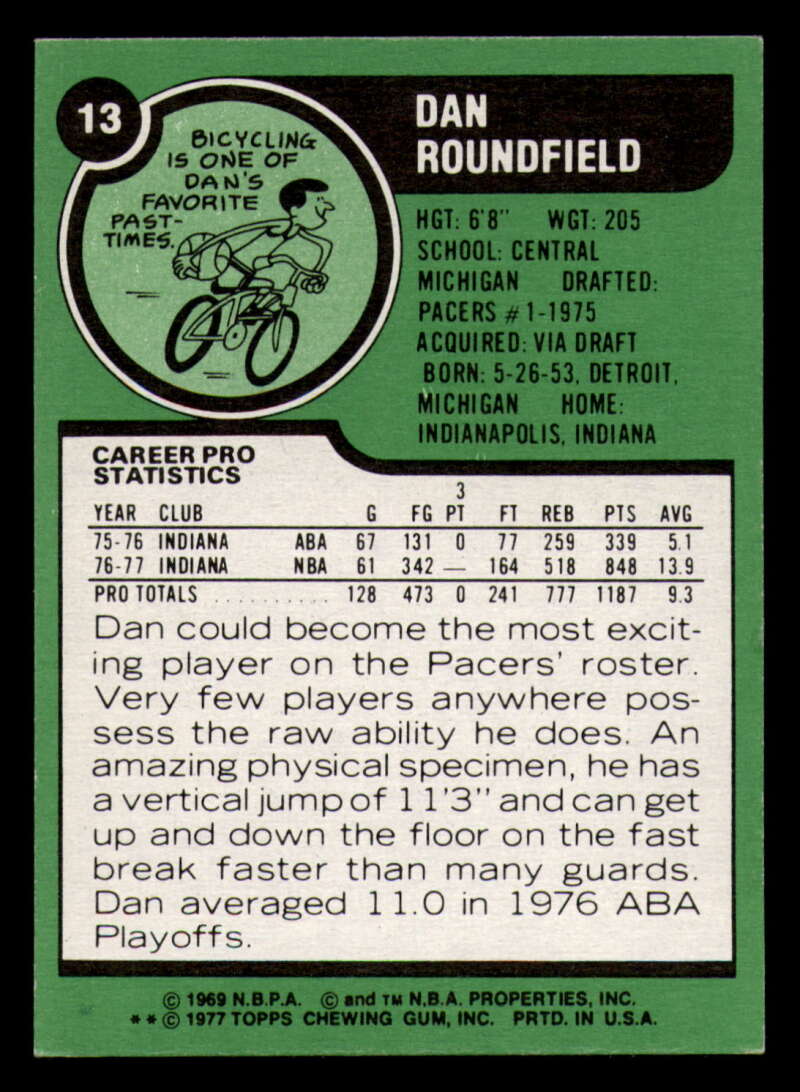 13
BICYCLING
IS ONE OF
DAN'S
FAVORITE
PAST-
TIMES.
DAN
ROUNDFIELD
HGT: 6'8" WGT: 205
SCHOOL: CENTRAL
MICHIGAN DRAFTED:
PACERS #1-1975
ACQUIRED: VIA DRAFT
BORN: 5-26-53, DETROIT,
MICHIGAN HOME:
INDIANAPOLIS, INDIANA
CAREER PRO
STATISTICS
YEAR CLUB G FG 3 PT FT REB PTS AVG
75-76 INDIANA ABA 67 131 0 77 259 339 5.1
76-77 INDIANA NBA 61 342 — 164 518 848 13.9
PRO TOTALS .......... 128 473 0 241 777 1187 9.3
Dan could become the most excit-
ing player on the Pacers' roster.
Very few players anywhere pos-
sess the raw ability he does. An
amazing physical specimen, he has
a vertical jump of 11'3" and can get
up and down the floor on the fast
break faster than many guards.
Dan averaged 11.0 in 1976 ABA
Playoffs.
© 1969 N.B.P.A. © and TM N.B.A. PROPERTIES, INC.
**© 1977 TOPPS CHEWING GUM, INC. PRTD. IN U.S.A.